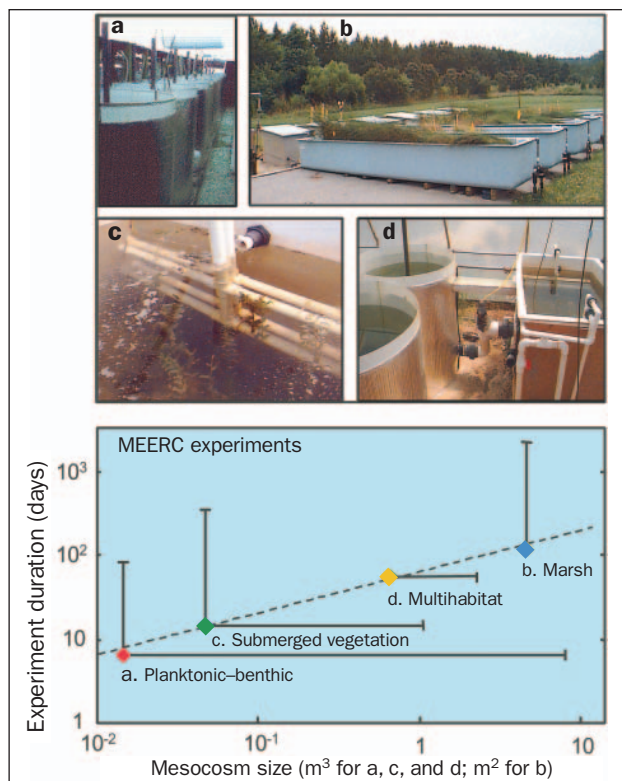 a
b
c
d
MEERC experiments
Experiment duration (days)
10³
10²
10
1
b. Marsh
d. Multihabitat
c. Submerged vegetation
a. Planktonic–benthic
10⁻²
10⁻¹
1
10
Mesocosm size (m³ for a, c, and d; m² for b)